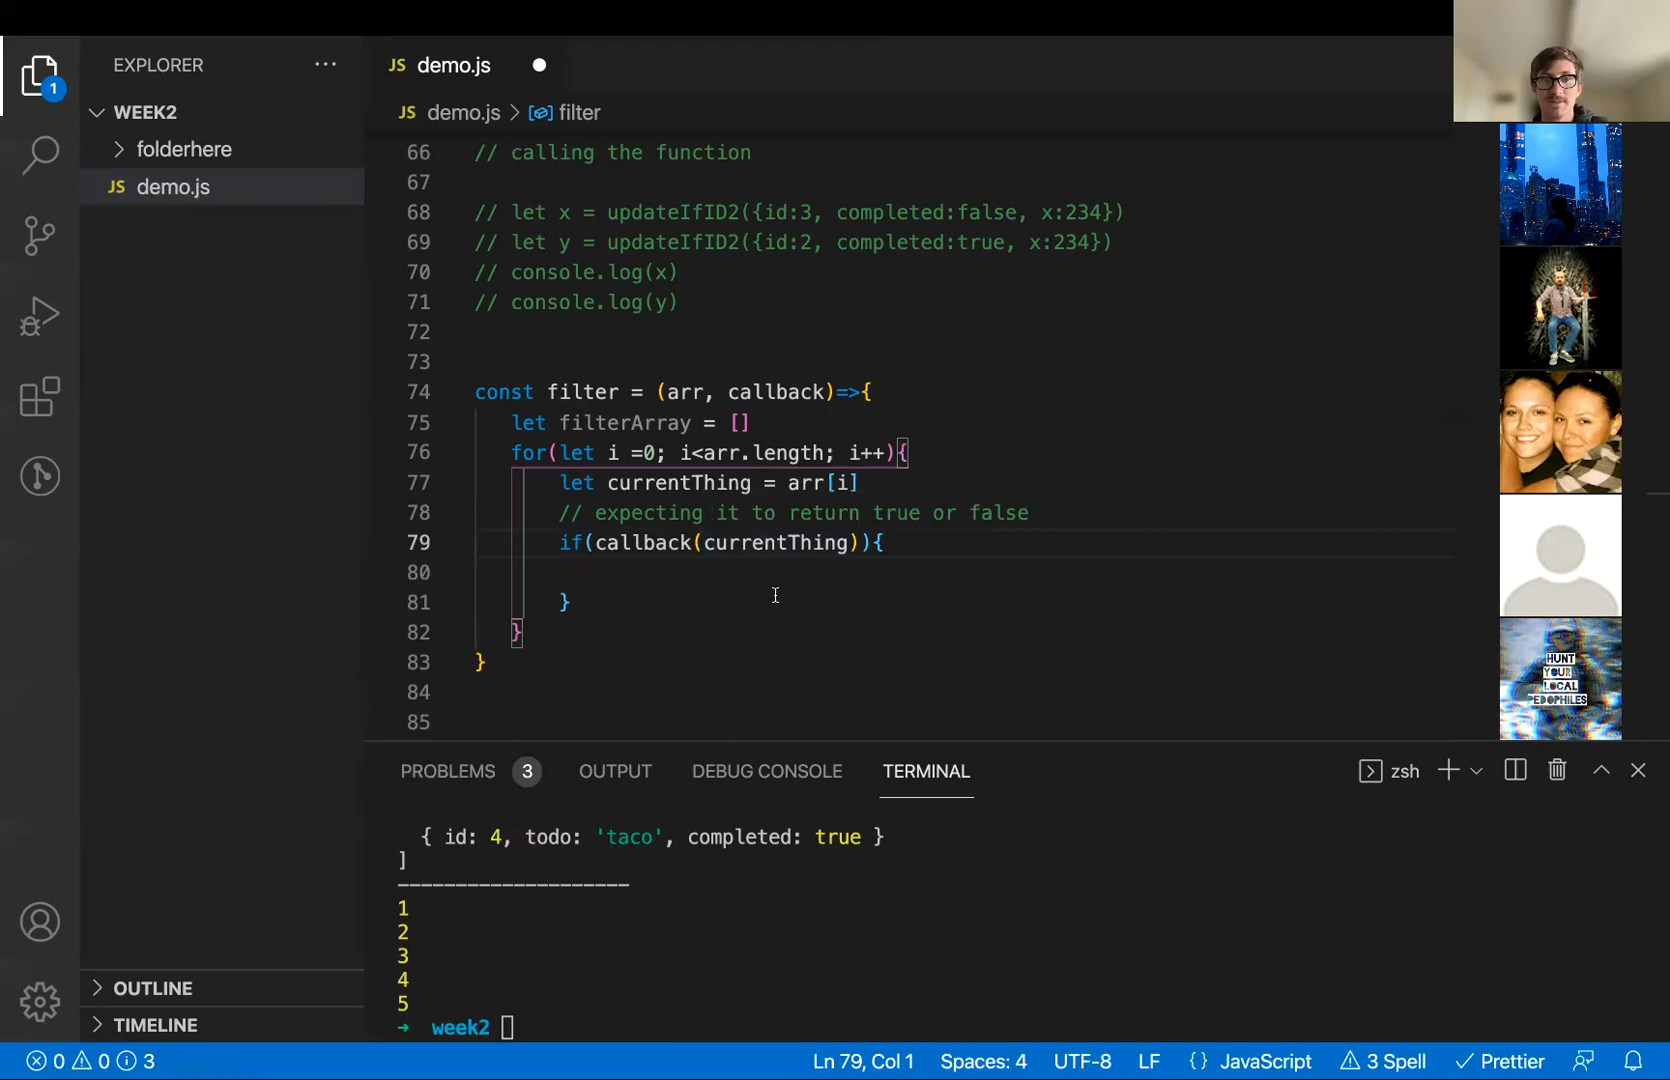 EXPLORER ···
JS demo.js
1
WEEK2
JS demo.js > filter
folderhere
JS demo.js
66 // calling the function
67
68 // let x = updateIfID2({id:3, completed:false, x:234})
69 // let y = updateIfID2({id:2, completed:true, x:234})
70 // console.log(x)
71 // console.log(y)
72
73
74 const filter = (arr, callback)=>{
75 let filterArray = []
76 for(let i =0; i<arr.length; i++){
77 let currentThing = arr[i]
78 // expecting it to return true or false
79 if(callback(currentThing)){
80
81 }
82 }
83 }
84
85
HUNT
YOUR
LOCAL
PEDOPHILES
PROBLEMS 3 OUTPUT DEBUG CONSOLE TERMINAL zsh
{ id: 4, todo: 'taco', completed: true }
]
--------------------
1
2
3
4
5
➜ week2
OUTLINE
TIMELINE
0 0 3 Ln 79, Col 1 Spaces: 4 UTF-8 LF {} JavaScript 3 Spell Prettier